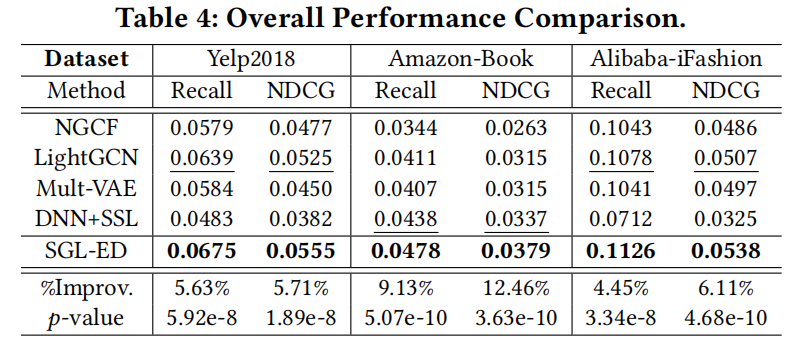 Table 4: Overall Performance Comparison.
Dataset Yelp2018 Amazon-Book Alibaba-iFashion
Method Recall NDCG Recall NDCG Recall NDCG
NGCF 0.0579 0.0477 0.0344 0.0263 0.1043 0.0486
LightGCN 0.0639 0.0525 0.0411 0.0315 0.1078 0.0507
Mult-VAE 0.0584 0.0450 0.0407 0.0315 0.1041 0.0497
DNN+SSL 0.0483 0.0382 0.0438 0.0337 0.0712 0.0325
SGL-ED 0.0675 0.0555 0.0478 0.0379 0.1126 0.0538
%Improv. 5.63% 5.71% 9.13% 12.46% 4.45% 6.11%
p-value 5.92e-8 1.89e-8 5.07e-10 3.63e-10 3.34e-8 4.68e-10